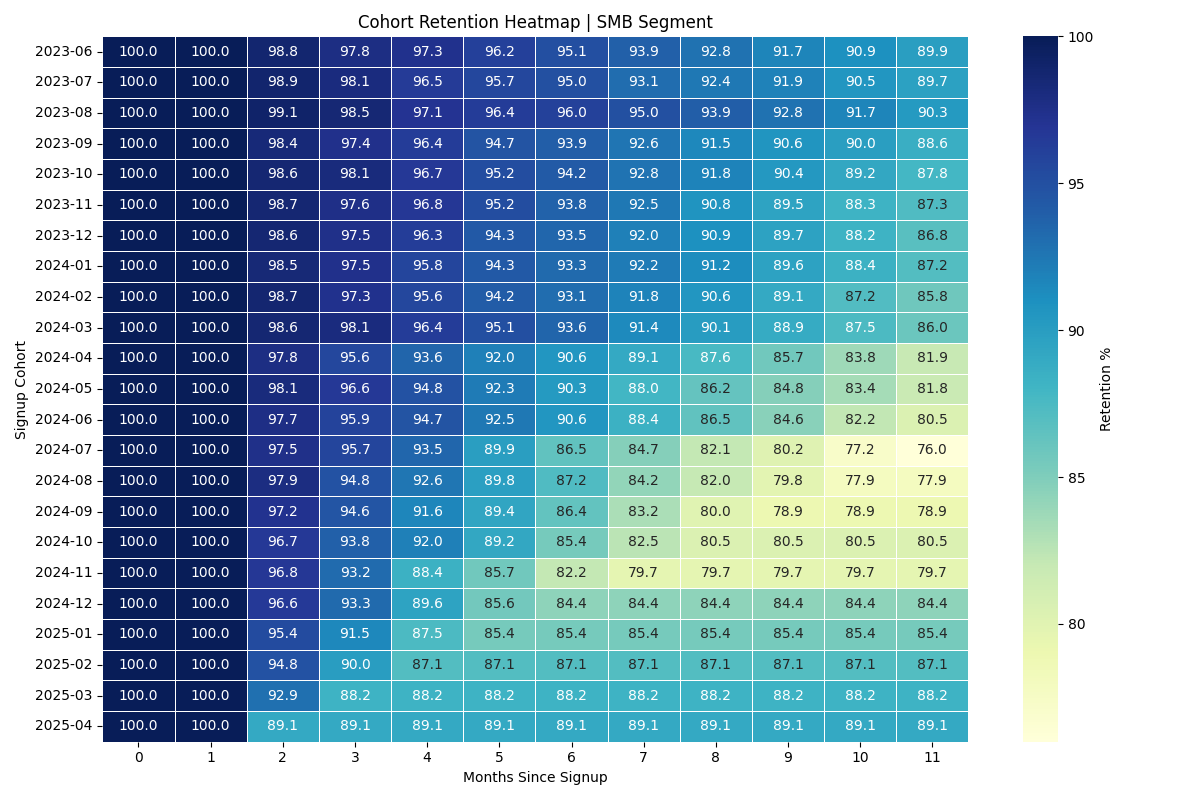 Cohort Retention Heatmap | SMB Segment
2023-06 100.0 100.0 98.8 97.8 97.3 96.2 95.1 93.9 92.8 91.7 90.9 89.9
2023-07 100.0 100.0 98.9 98.1 96.5 95.7 95.0 93.1 92.4 91.9 90.5 89.7
2023-08 100.0 100.0 99.1 98.5 97.1 96.4 96.0 95.0 93.9 92.8 91.7 90.3
2023-09 100.0 100.0 98.4 97.4 96.4 94.7 93.9 92.6 91.5 90.6 90.0 88.6
2023-10 100.0 100.0 98.6 98.1 96.7 95.2 94.2 92.8 91.8 90.4 89.2 87.8
2023-11 100.0 100.0 98.7 97.6 96.8 95.2 93.8 92.5 90.8 89.5 88.3 87.3
2023-12 100.0 100.0 98.6 97.5 96.3 94.3 93.5 92.0 90.9 89.7 88.2 86.8
2024-01 100.0 100.0 98.5 97.5 95.8 94.3 93.3 92.2 91.2 89.6 88.4 87.2
2024-02 100.0 100.0 98.7 97.3 95.6 94.2 93.1 91.8 90.6 89.1 87.2 85.8
2024-03 100.0 100.0 98.6 98.1 96.4 95.1 93.6 91.4 90.1 88.9 87.5 86.0
2024-04 100.0 100.0 97.8 95.6 93.6 92.0 90.6 89.1 87.6 85.7 83.8 81.9
2024-05 100.0 100.0 98.1 96.6 94.8 92.3 90.3 88.0 86.2 84.8 83.4 81.8
2024-06 100.0 100.0 97.7 95.9 94.7 92.5 90.6 88.4 86.5 84.6 82.2 80.5
2024-07 100.0 100.0 97.5 95.7 93.5 89.9 86.5 84.7 82.1 80.2 77.2 76.0
2024-08 100.0 100.0 97.9 94.8 92.6 89.8 87.2 84.2 82.0 79.8 77.9 77.9
2024-09 100.0 100.0 97.2 94.6 91.6 89.4 86.4 83.2 80.0 78.9 78.9 78.9
2024-10 100.0 100.0 96.7 93.8 92.0 89.2 85.4 82.5 80.5 80.5 80.5 80.5
2024-11 100.0 100.0 96.8 93.2 88.4 85.7 82.2 79.7 79.7 79.7 79.7 79.7
2024-12 100.0 100.0 96.6 93.3 89.6 85.6 84.4 84.4 84.4 84.4 84.4 84.4
2025-01 100.0 100.0 95.4 91.5 87.5 85.4 85.4 85.4 85.4 85.4 85.4 85.4
2025-02 100.0 100.0 94.8 90.0 87.1 87.1 87.1 87.1 87.1 87.1 87.1 87.1
2025-03 100.0 100.0 92.9 88.2 88.2 88.2 88.2 88.2 88.2 88.2 88.2 88.2
2025-04 100.0 100.0 89.1 89.1 89.1 89.1 89.1 89.1 89.1 89.1 89.1 89.1
0 1 2 3 4 5 6 7 8 9 10 11
Months Since Signup
Signup Cohort
100
95
90
85
80
Retention %